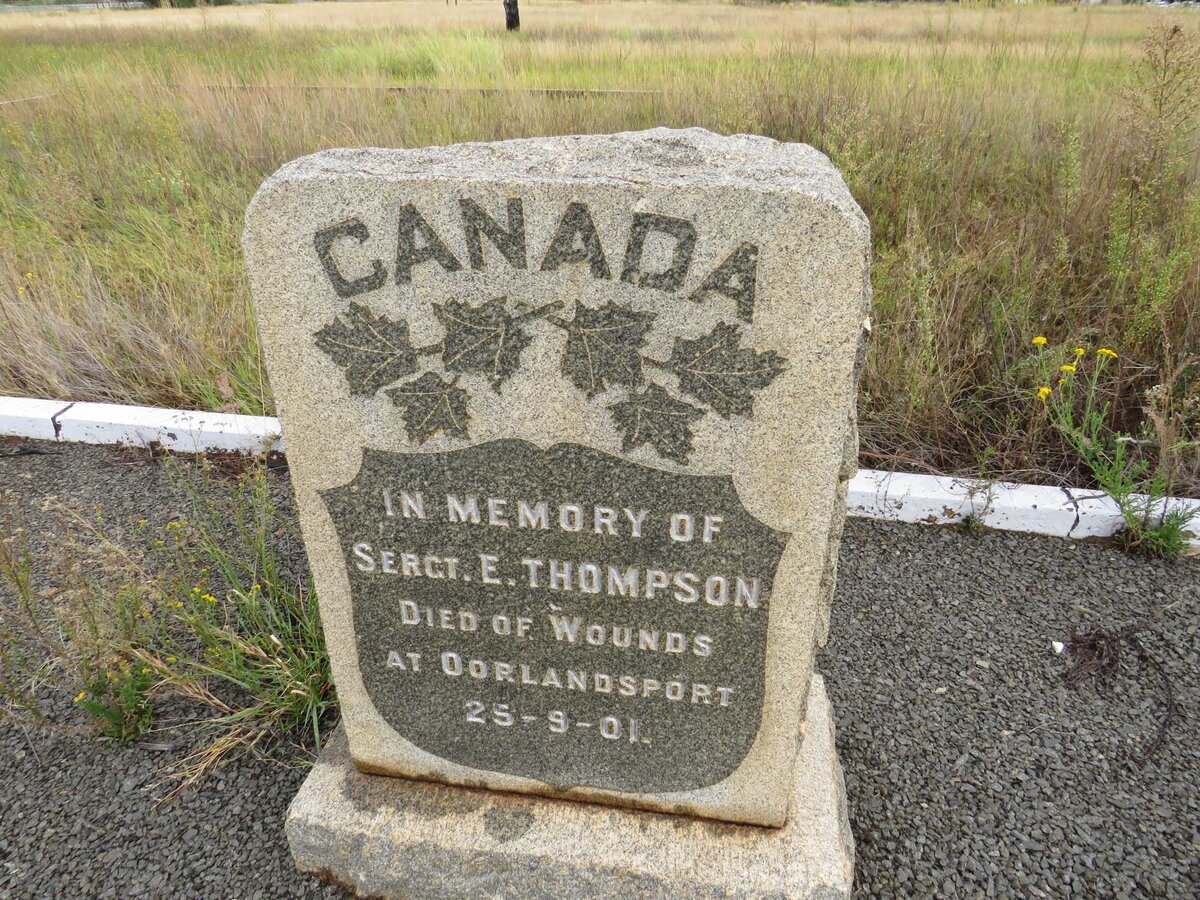 CANADA
IN MEMORY OF
SERGT. E. THOMPSON
DIED OF WOUNDS
AT OORLANDSPORT
25-9-01.